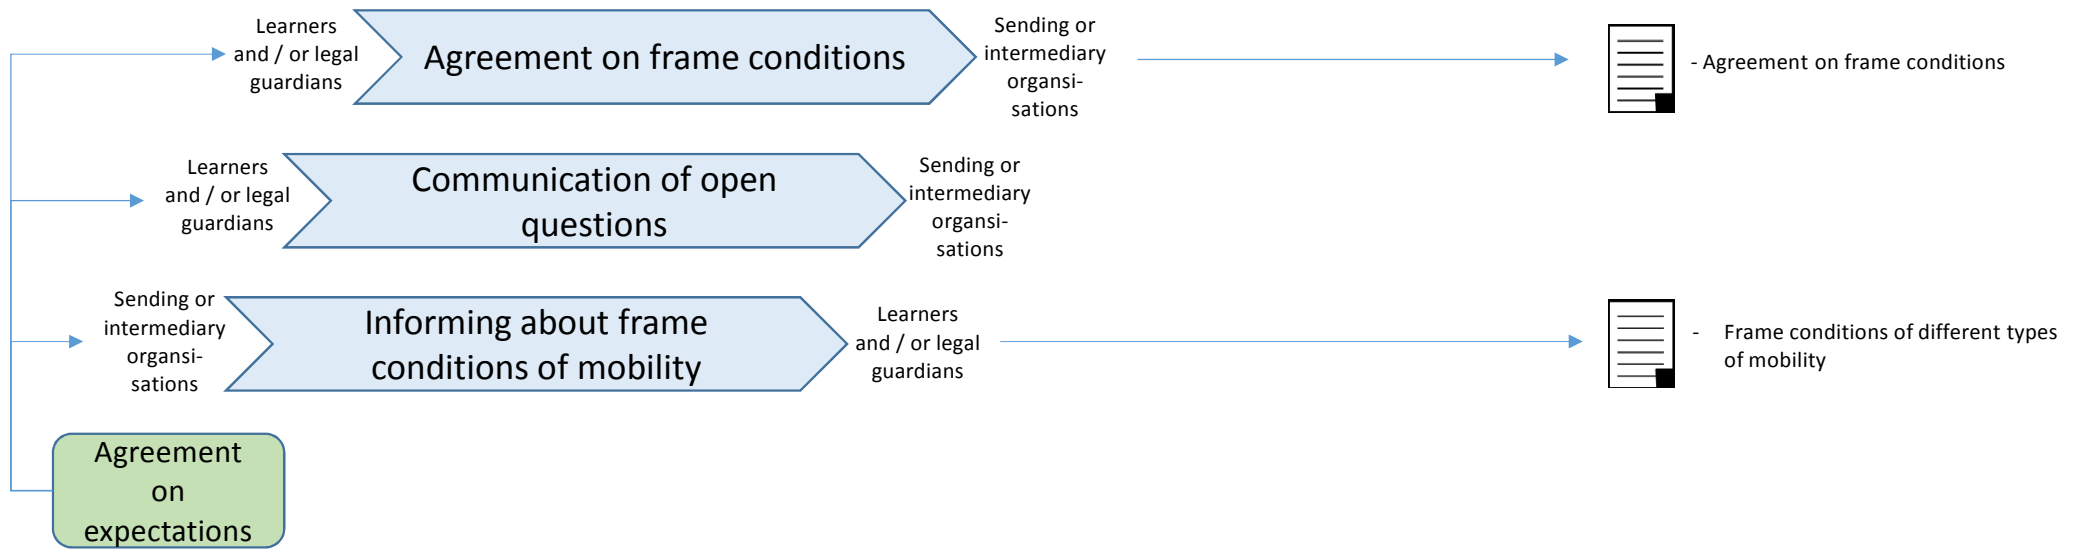 Learners
and / or legal
guardians
Agreement on frame conditions
Sending or
intermediary
organsi-
sations
- Agreement on frame conditions
Learners
and / or legal
guardians
Communication of open
questions
Sending or
intermediary
organsi-
sations
Sending or
intermediary
organsi-
sations
Informing about frame
conditions of mobility
Learners
and / or legal
guardians
- Frame conditions of different types
of mobility
Agreement
on
expectations